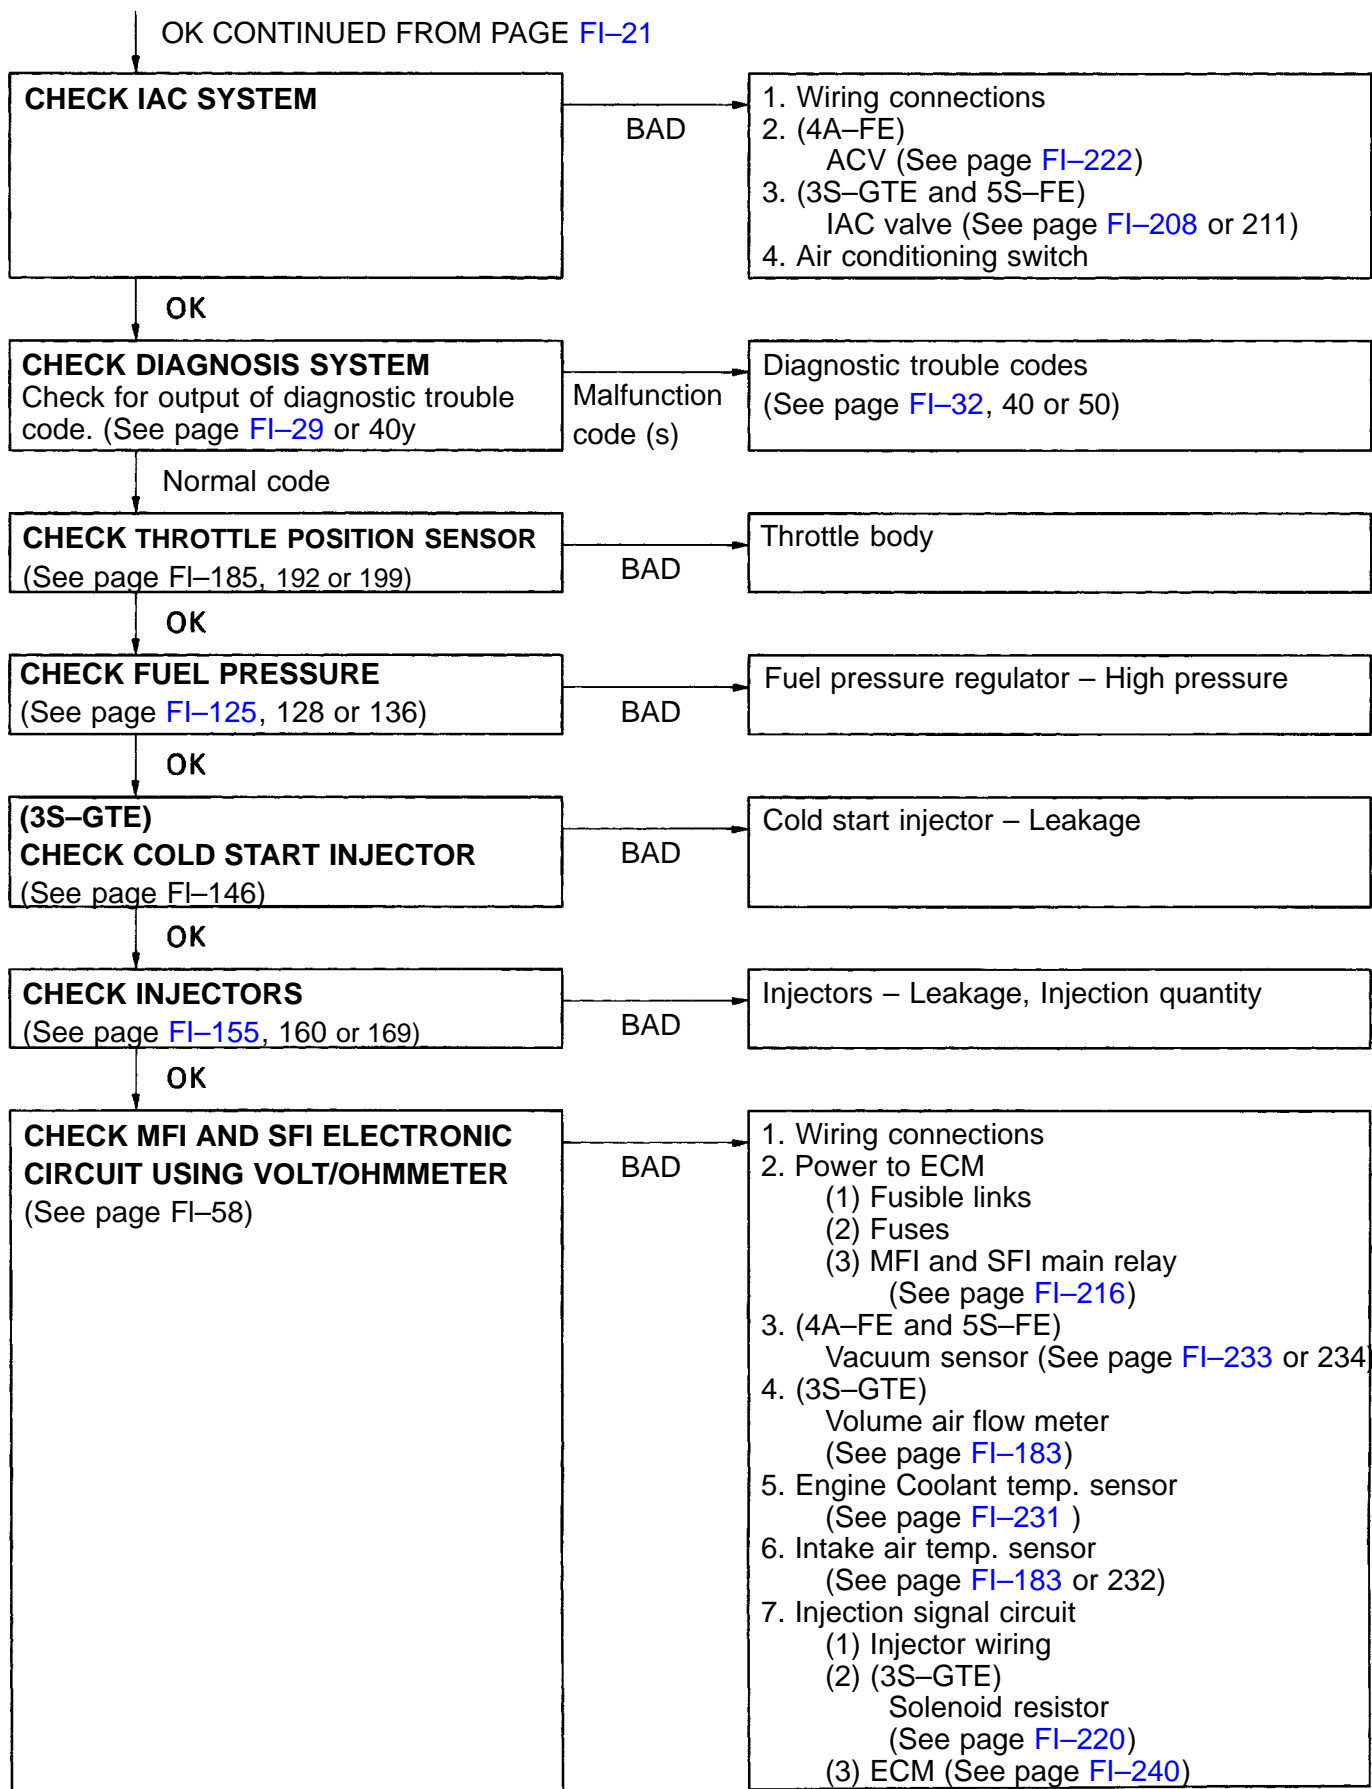 OK CONTINUED FROM PAGE FI–21
CHECK IAC SYSTEM
BAD
1. Wiring connections
2. (4A–FE)
ACV (See page FI–222)
3. (3S–GTE and 5S–FE)
IAC valve (See page FI–208 or 211)
4. Air conditioning switch
OK
CHECK DIAGNOSIS SYSTEM
Check for output of diagnostic trouble
code. (See page FI–29 or 40y
Malfunction
code (s)
Diagnostic trouble codes
(See page FI–32, 40 or 50)
Normal code
CHECK THROTTLE POSITION SENSOR
(See page FI–185, 192 or 199)
BAD
Throttle body
OK
CHECK FUEL PRESSURE
(See page FI–125, 128 or 136)
BAD
Fuel pressure regulator – High pressure
OK
(3S–GTE)
CHECK COLD START INJECTOR
(See page FI–146)
BAD
Cold start injector – Leakage
OK
CHECK INJECTORS
(See page FI–155, 160 or 169)
BAD
Injectors – Leakage, Injection quantity
OK
CHECK MFI AND SFI ELECTRONIC
CIRCUIT USING VOLT/OHMMETER
(See page FI–58)
BAD
1. Wiring connections
2. Power to ECM
(1) Fusible links
(2) Fuses
(3) MFI and SFI main relay
(See page FI–216)
3. (4A–FE and 5S–FE)
Vacuum sensor (See page FI–233 or 234)
4. (3S–GTE)
Volume air flow meter
(See page FI–183)
5. Engine Coolant temp. sensor
(See page FI–231 )
6. Intake air temp. sensor
(See page FI–183 or 232)
7. Injection signal circuit
(1) Injector wiring
(2) (3S–GTE)
Solenoid resistor
(See page FI–220)
(3) ECM (See page FI–240)